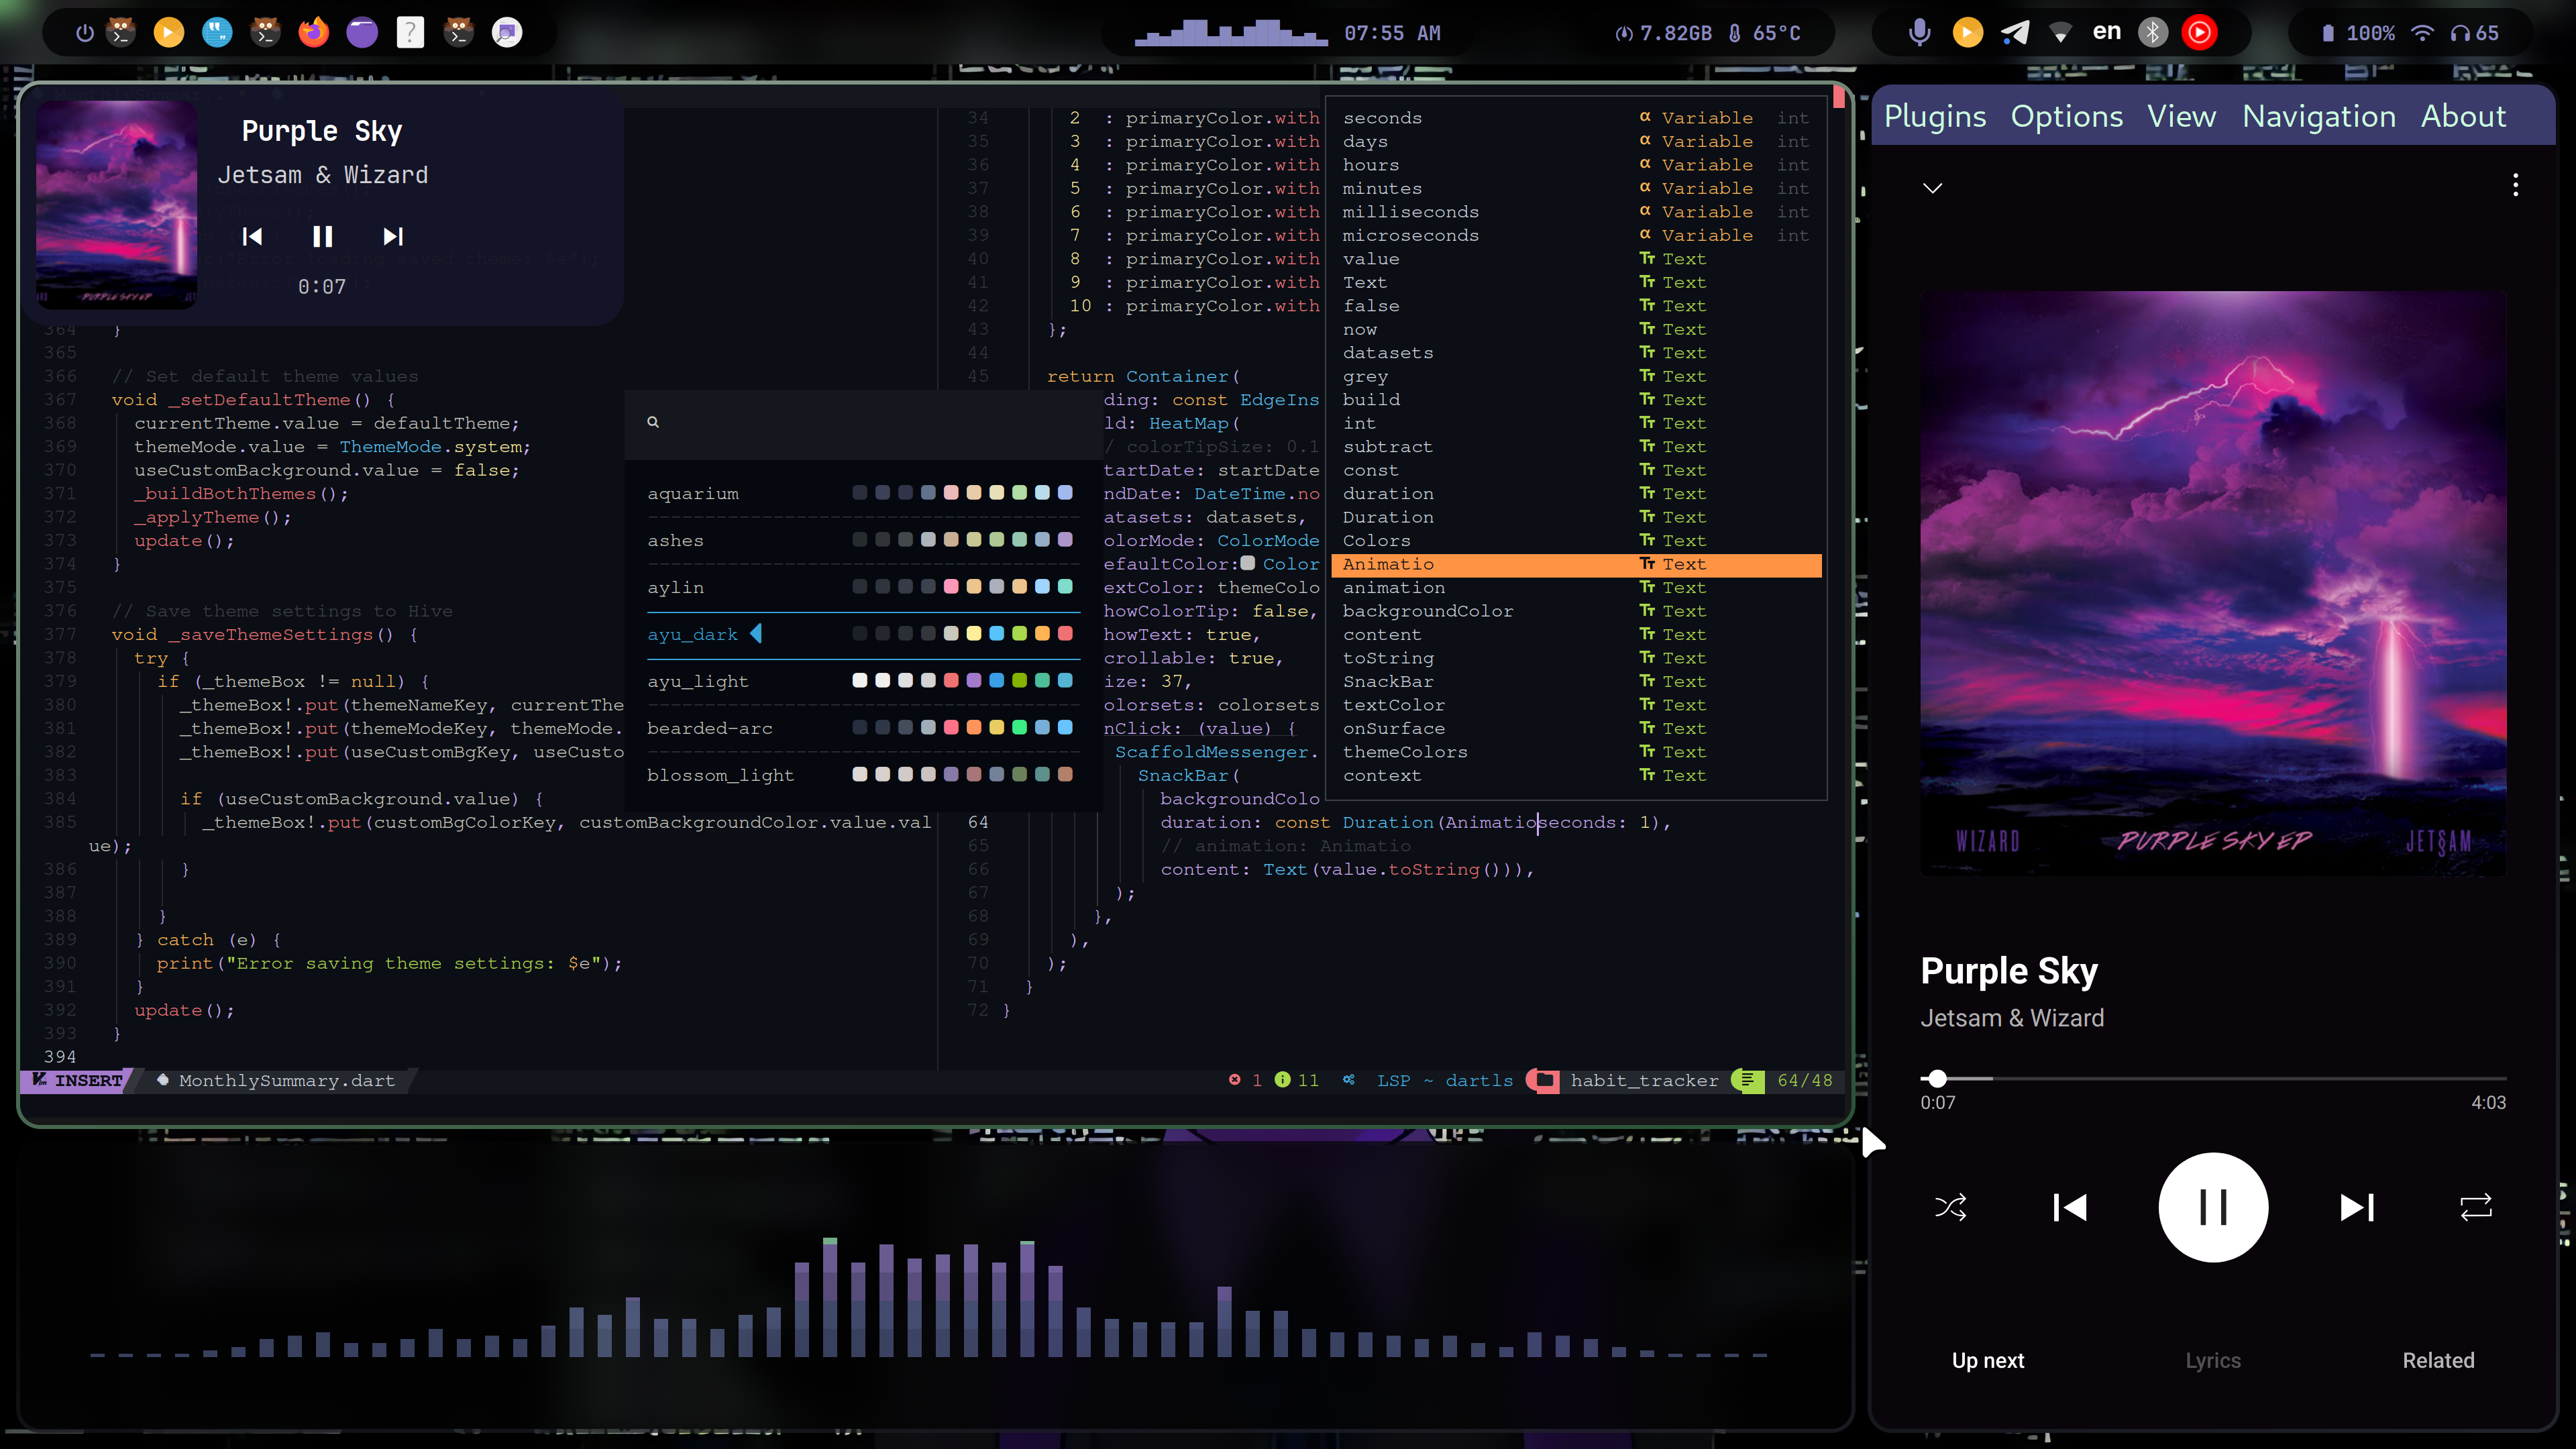 07:55 AM
7.82GB 65°C
en
100% 65
Purple Sky
Jetsam & Wizard
0:07
364 }
365
366 // Set default theme values
367 void _setDefaultTheme() {
368 currentTheme.value = defaultTheme;
369 themeMode.value = ThemeMode.system;
370 useCustomBackground.value = false;
371 _buildBothThemes();
372 _applyTheme();
373 update();
374 }
375
376 // Save theme settings to Hive
377 void _saveThemeSettings() {
378 try {
379 if (_themeBox != null) {
380 _themeBox!.put(themeNameKey, currentThe
381 _themeBox!.put(themeModeKey, themeMode.
382 _themeBox!.put(useCustomBgKey, useCusto
383
384 if (useCustomBackground.value) {
385 _themeBox!.put(customBgColorKey, customBackgroundColor.value.val
ue);
386 }
387
388 }
389 } catch (e) {
390 print("Error saving theme settings: $e");
391 }
392 update();
393 }
394
aquarium
ashes
aylin
ayu_dark
ayu_light
bearded-arc
blossom_light
34 2 : primaryColor.with
35 3 : primaryColor.with
36 4 : primaryColor.with
37 5 : primaryColor.with
38 6 : primaryColor.with
39 7 : primaryColor.with
40 8 : primaryColor.with
41 9 : primaryColor.with
42 10 : primaryColor.with
43 };
44
45 return Container(
ding: const EdgeIns
ld: HeatMap(
/ colorTipSize: 0.1
tartDate: startDate
ndDate: DateTime.no
atasets: datasets,
olorMode: ColorMode
efaultColor: Color
extColor: themeColo
howColorTip: false,
howText: true,
crollable: true,
ize: 37,
olorsets: colorsets
nClick: (value) {
ScaffoldMessenger.
SnackBar(
backgroundColo
64 duration: const Duration(Animatioseconds: 1),
65 // animation: Animatio
66 content: Text(value.toString())),
67 );
68 },
69 ),
70 );
71 }
72 }
seconds α Variable int
days α Variable int
hours α Variable int
minutes α Variable int
milliseconds α Variable int
microseconds α Variable int
value Text
Text Text
false Text
now Text
datasets Text
grey Text
build Text
int Text
subtract Text
const Text
duration Text
Duration Text
Colors Text
Animatio Text
animation Text
backgroundColor Text
content Text
toString Text
SnackBar Text
textColor Text
onSurface Text
themeColors Text
context Text
INSERT MonthlySummary.dart
1 11 LSP ~ dartls habit_tracker 64/48
Plugins Options View Navigation About
WIZARD PURPLE SKY EP JETSAM
Purple Sky
Jetsam & Wizard
0:07 4:03
Up next Lyrics Related